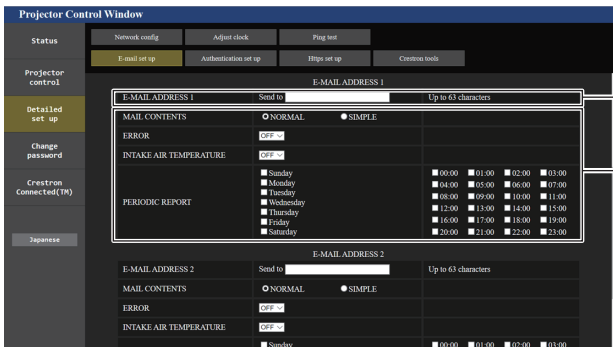 Projector Control Window
Status
Projector
control
Detailed
set up
Change
password
Crestron
Connected(TM)
Japanese
Network config Adjust clock Ping test
E-mail set up Authentication set up Https set up Crestron tools
E-MAIL ADDRESS 1
E-MAIL ADDRESS 1 Send to Up to 63 characters
MAIL CONTENTS NORMAL SIMPLE
ERROR OFF
INTAKE AIR TEMPERATURE OFF
PERIODIC REPORT
Sunday
Monday
Tuesday
Wednesday
Thursday
Friday
Saturday
00:00 01:00 02:00 03:00
04:00 05:00 06:00 07:00
08:00 09:00 10:00 11:00
12:00 13:00 14:00 15:00
16:00 17:00 18:00 19:00
20:00 21:00 22:00 23:00
E-MAIL ADDRESS 2
E-MAIL ADDRESS 2 Send to Up to 63 characters
MAIL CONTENTS NORMAL SIMPLE
ERROR OFF
INTAKE AIR TEMPERATURE OFF
Sunday 00:00 01:00 02:00 03:00